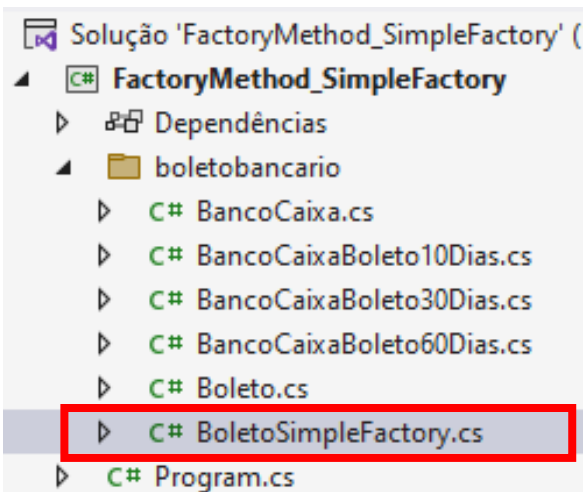 Solução 'FactoryMethod_SimpleFactory' (
C# FactoryMethod_SimpleFactory
Dependências
boletobancario
C# BancoCaixa.cs
C# BancoCaixaBoleto10Dias.cs
C# BancoCaixaBoleto30Dias.cs
C# BancoCaixaBoleto60Dias.cs
C# Boleto.cs
C# BoletoSimpleFactory.cs
C# Program.cs